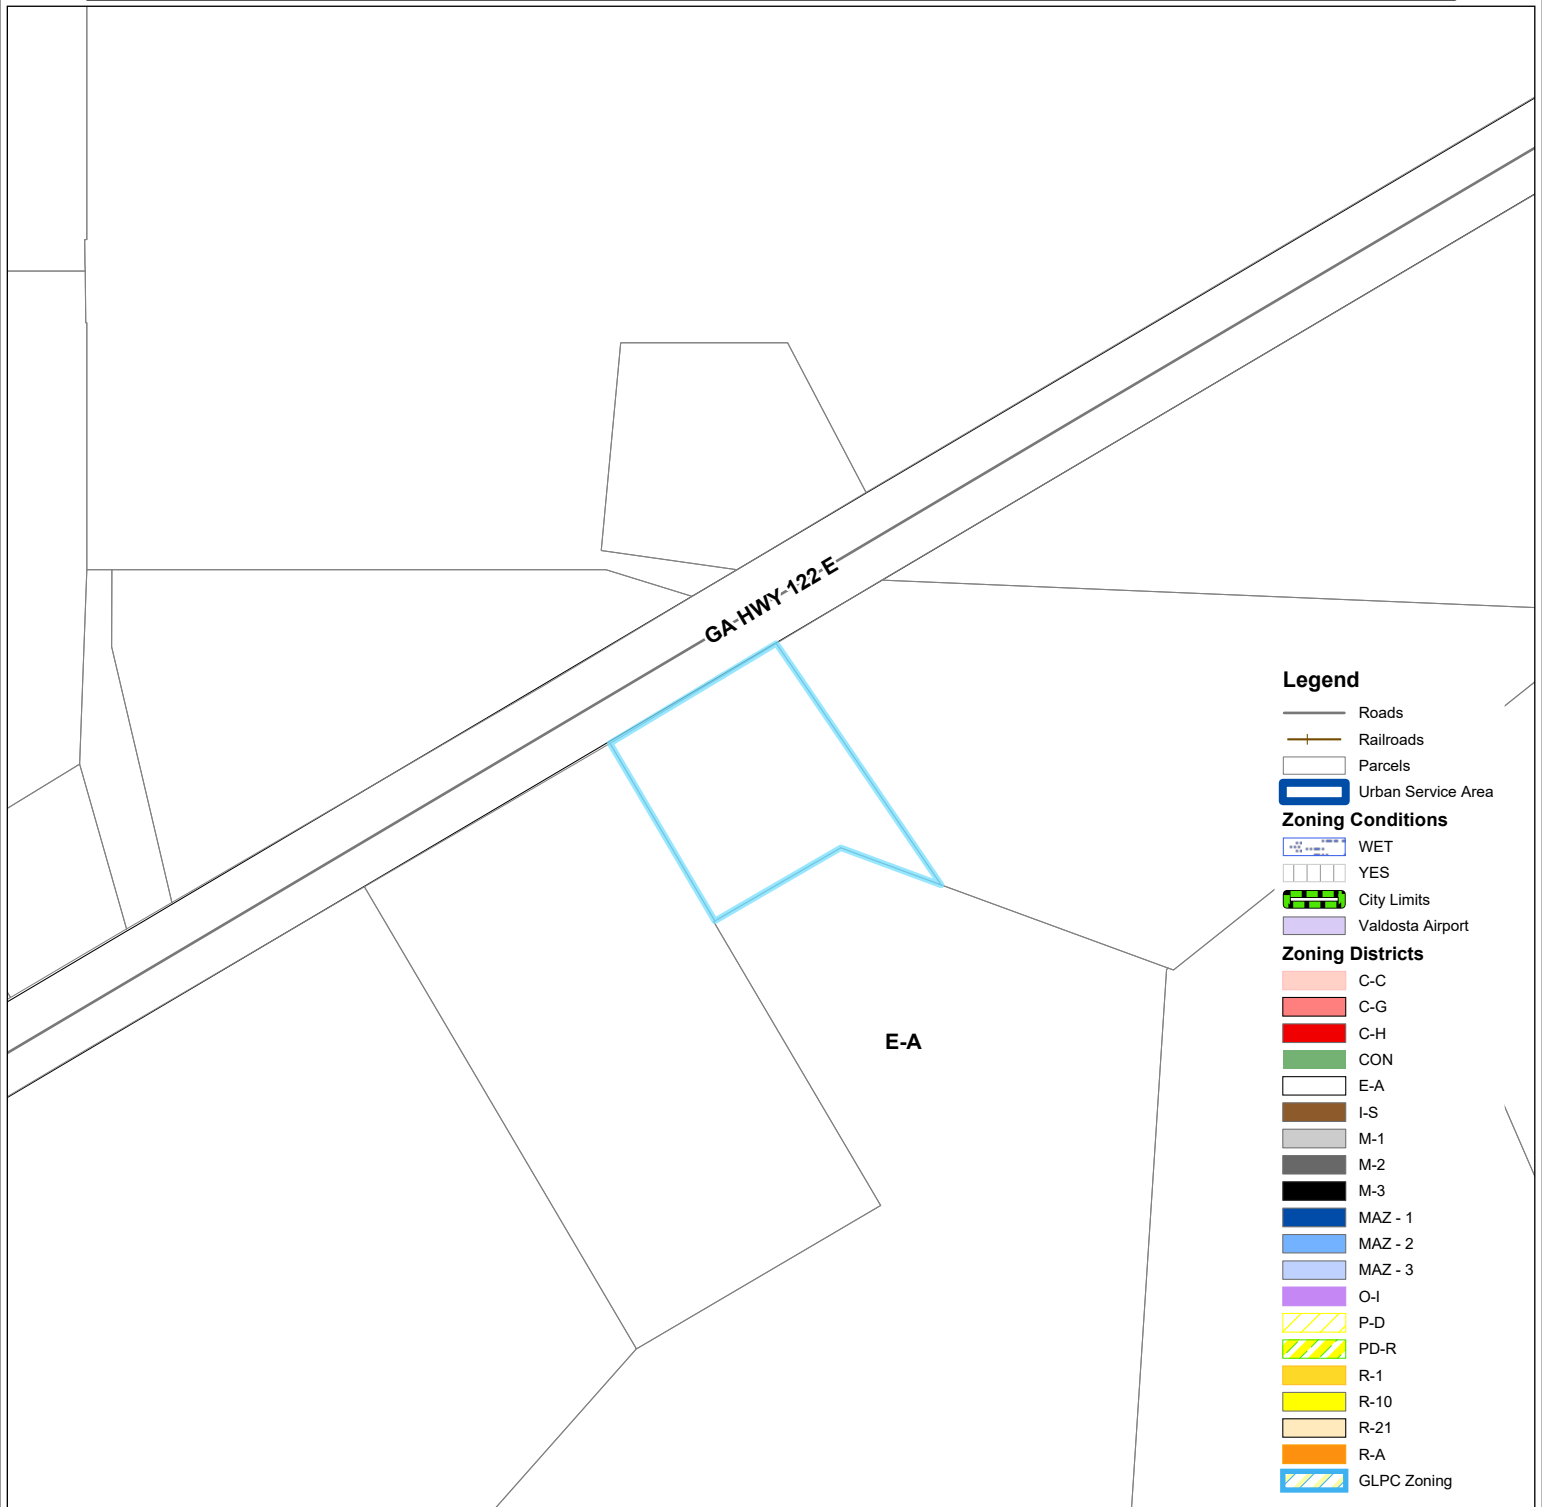 GA HWY 122 E
E-A
Legend
Roads
Railroads
Parcels
Urban Service Area
Zoning Conditions
WET
YES
City Limits
Valdosta Airport
Zoning Districts
C-C
C-G
C-H
CON
E-A
I-S
M-1
M-2
M-3
MAZ - 1
MAZ - 2
MAZ - 3
O-I
P-D
PD-R
R-1
R-10
R-21
R-A
GLPC Zoning